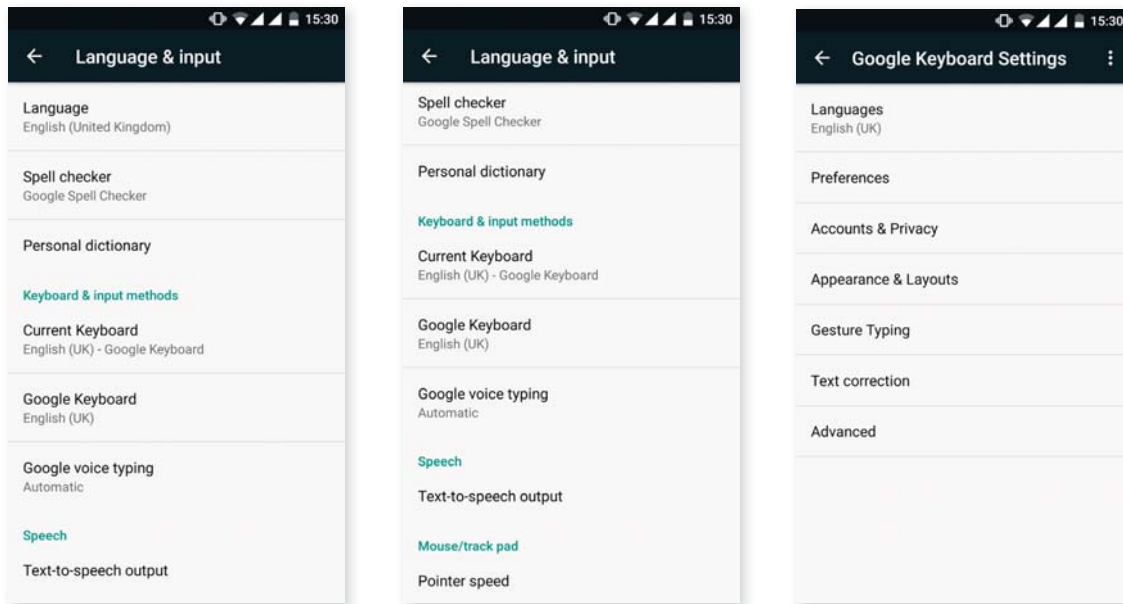 15:30
Language & input
Language
English (United Kingdom)
Spell checker
Google Spell Checker
Personal dictionary
Keyboard & input methods
Current Keyboard
English (UK) - Google Keyboard
Google Keyboard
English (UK)
Google voice typing
Automatic
Speech
Text-to-speech output
15:30
Language & input
Spell checker
Google Spell Checker
Personal dictionary
Keyboard & input methods
Current Keyboard
English (UK) - Google Keyboard
Google Keyboard
English (UK)
Google voice typing
Automatic
Speech
Text-to-speech output
Mouse/track pad
Pointer speed
15:30
Google Keyboard Settings
Languages
English (UK)
Preferences
Accounts & Privacy
Appearance & Layouts
Gesture Typing
Text correction
Advanced